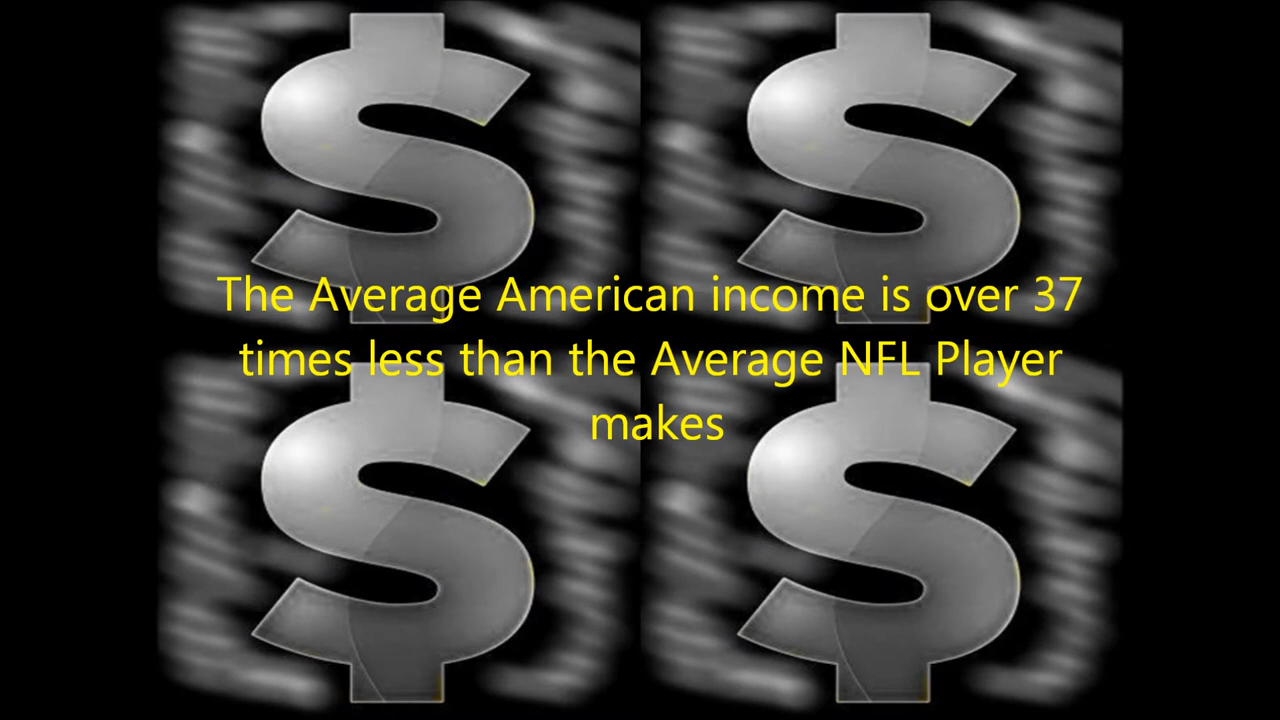 The Average American income is over 37
times less than the Average NFL Player
makes